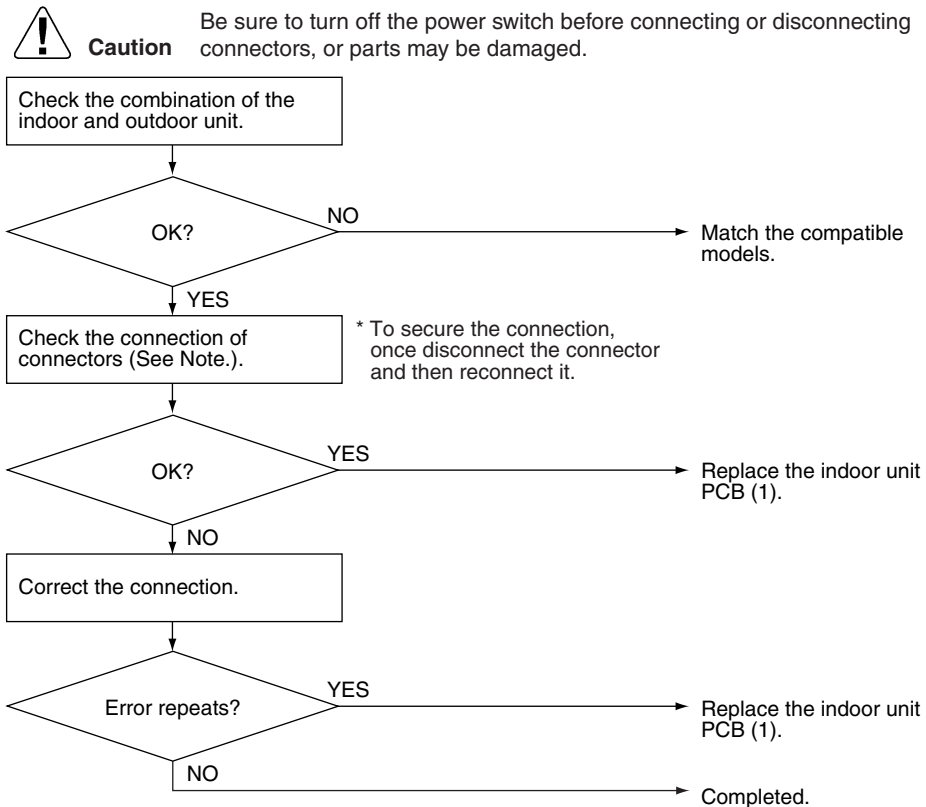 Be sure to turn off the power switch before connecting or disconnecting
Caution connectors, or parts may be damaged.
Check the combination of the
indoor and outdoor unit.
OK?
NO
Match the compatible
models.
YES
Check the connection of
connectors (See Note.).
* To secure the connection,
once disconnect the connector
and then reconnect it.
OK?
YES
Replace the indoor unit
PCB (1).
NO
Correct the connection.
Error repeats?
YES
Replace the indoor unit
PCB (1).
NO
Completed.